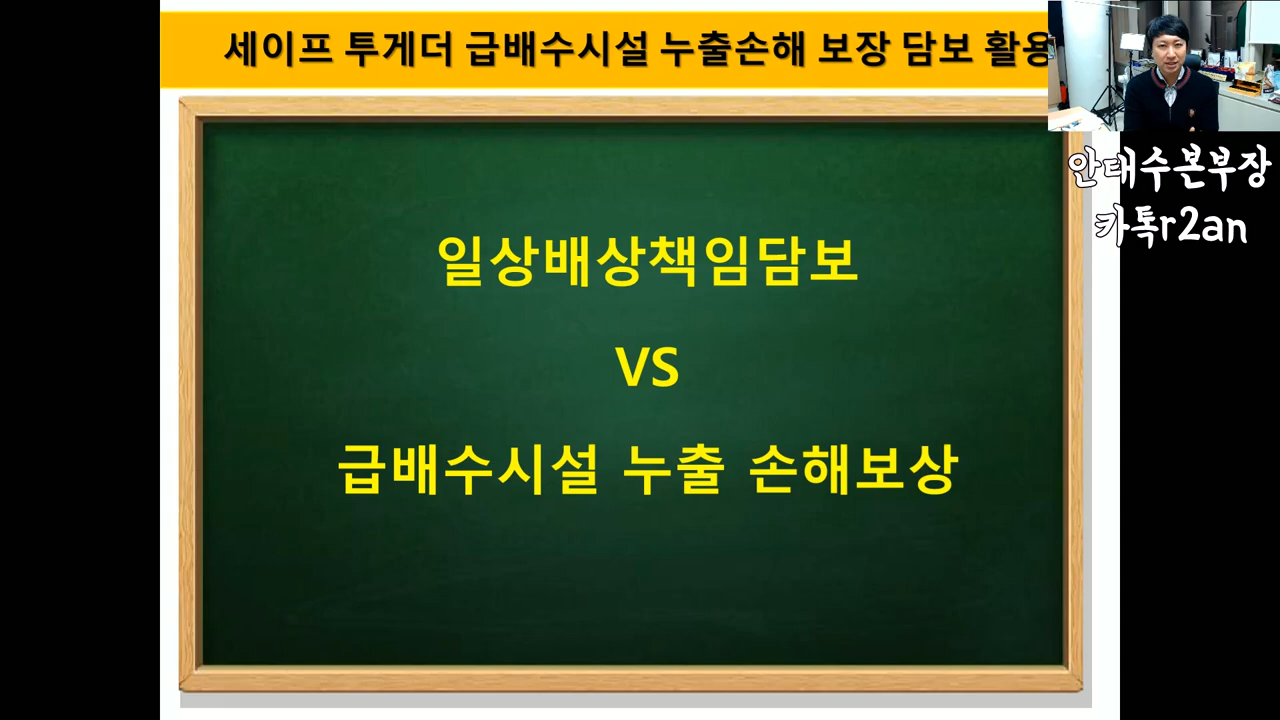 세이프 투게더 급배수시설 누출손해 보장 담보 활용
안태수본부장
카톡r2an
일상배상책임담보
VS
급배수시설 누출 손해보상